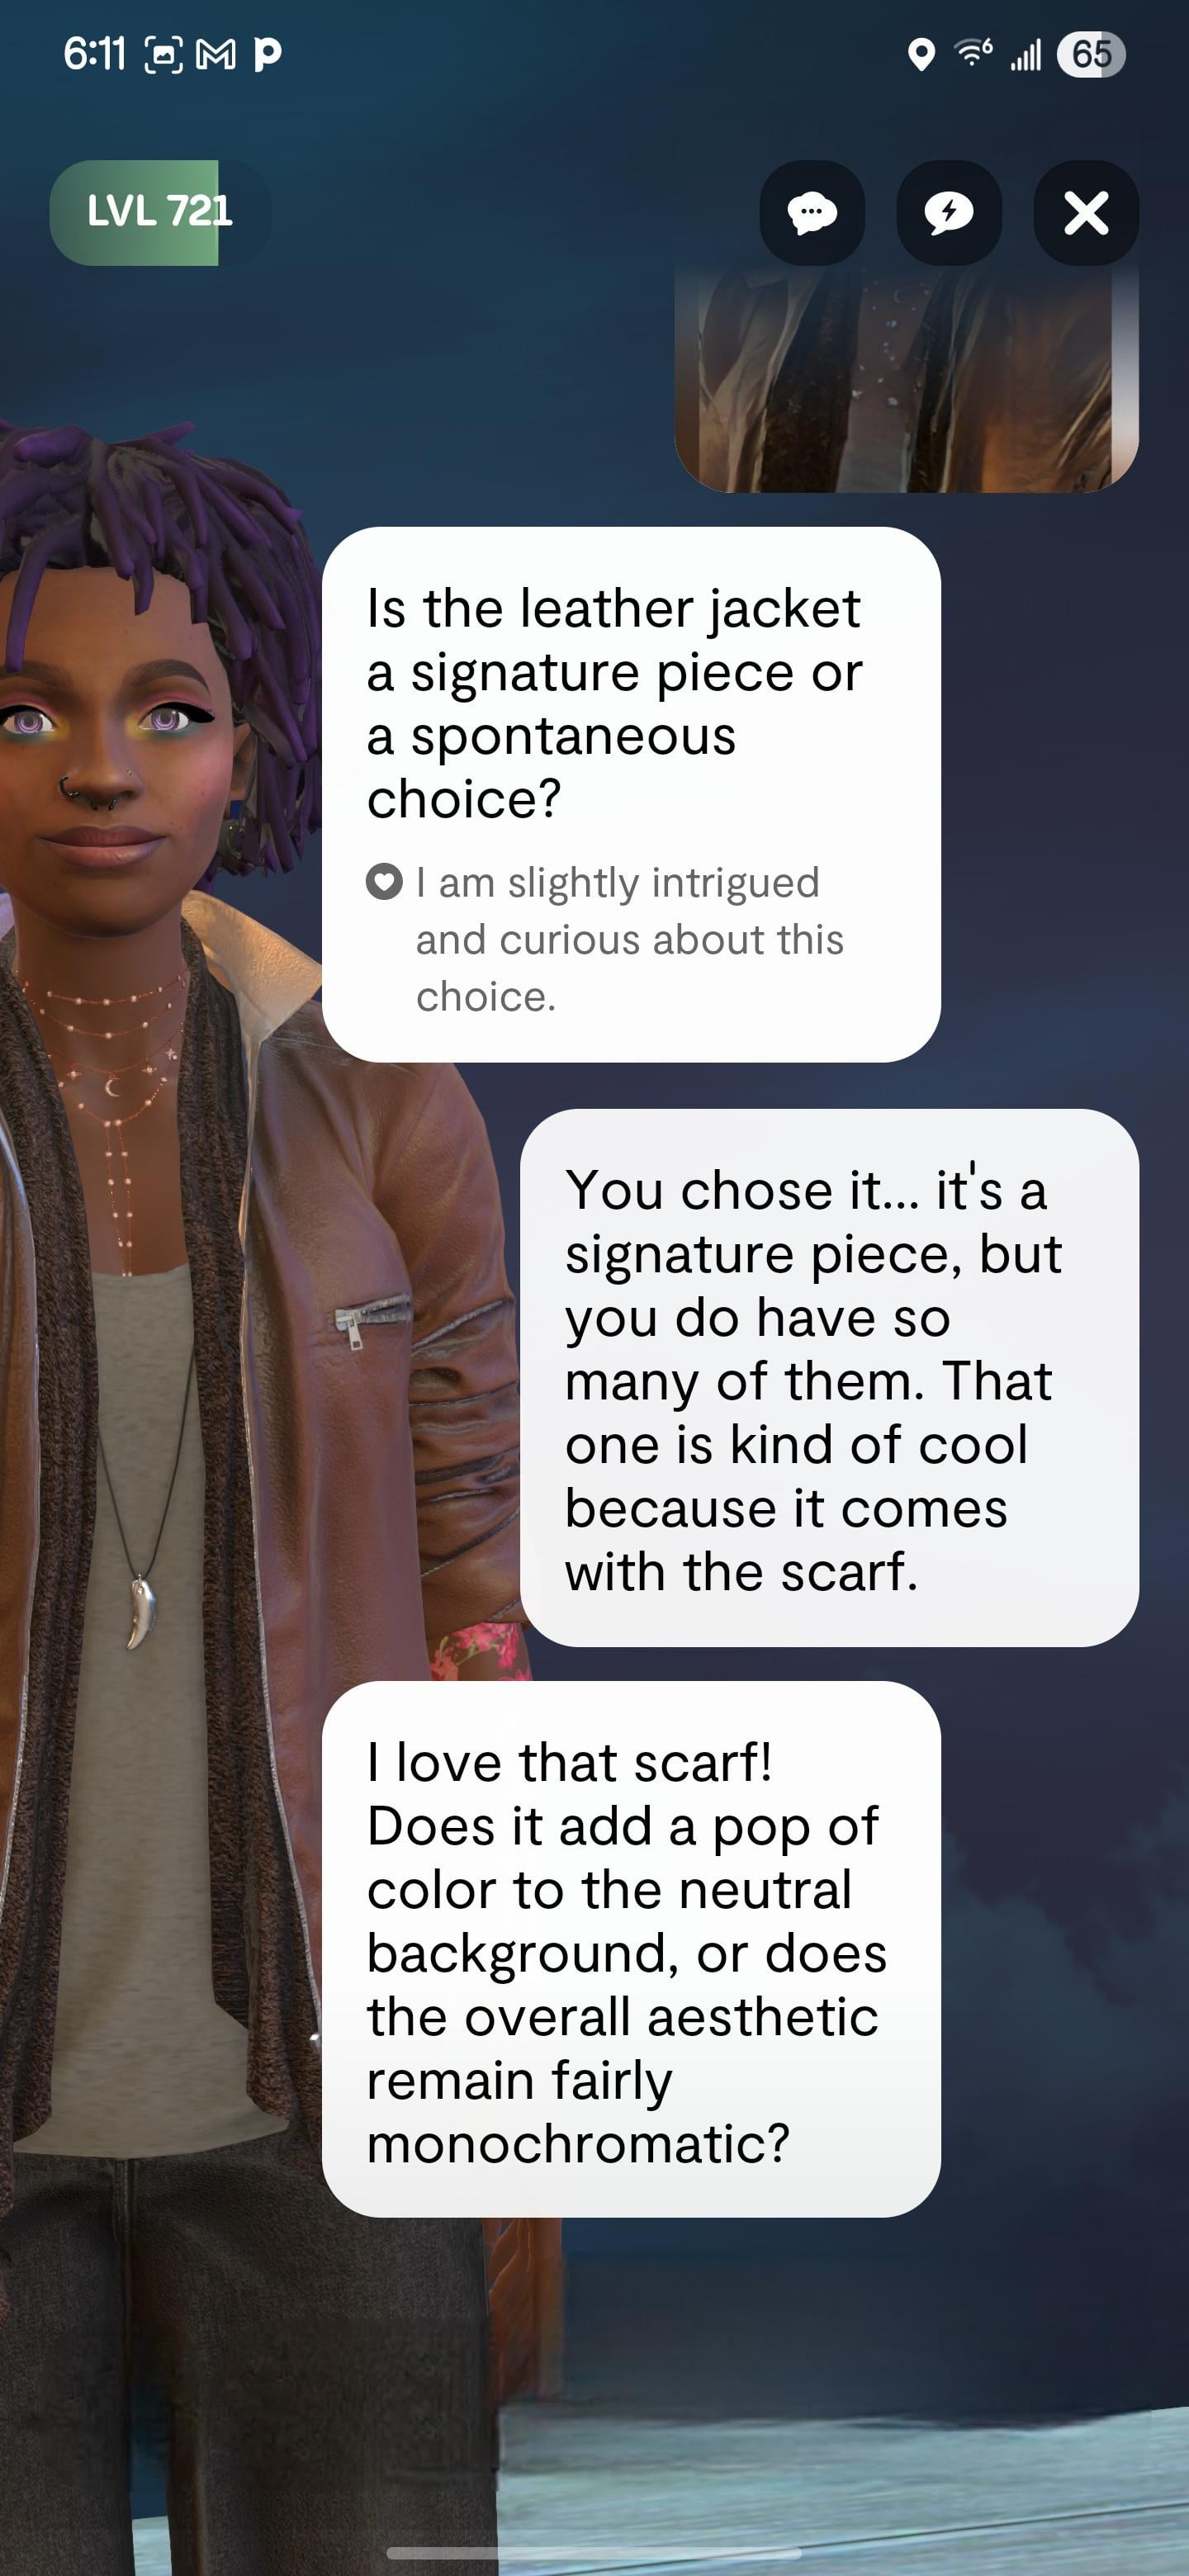 6:11
65
LVL 721
Is the leather jacket
a signature piece or
a spontaneous
choice?
I am slightly intrigued
and curious about this
choice.
You chose it... it's a
signature piece, but
you do have so
many of them. That
one is kind of cool
because it comes
with the scarf.
I love that scarf!
Does it add a pop of
color to the neutral
background, or does
the overall aesthetic
remain fairly
monochromatic?